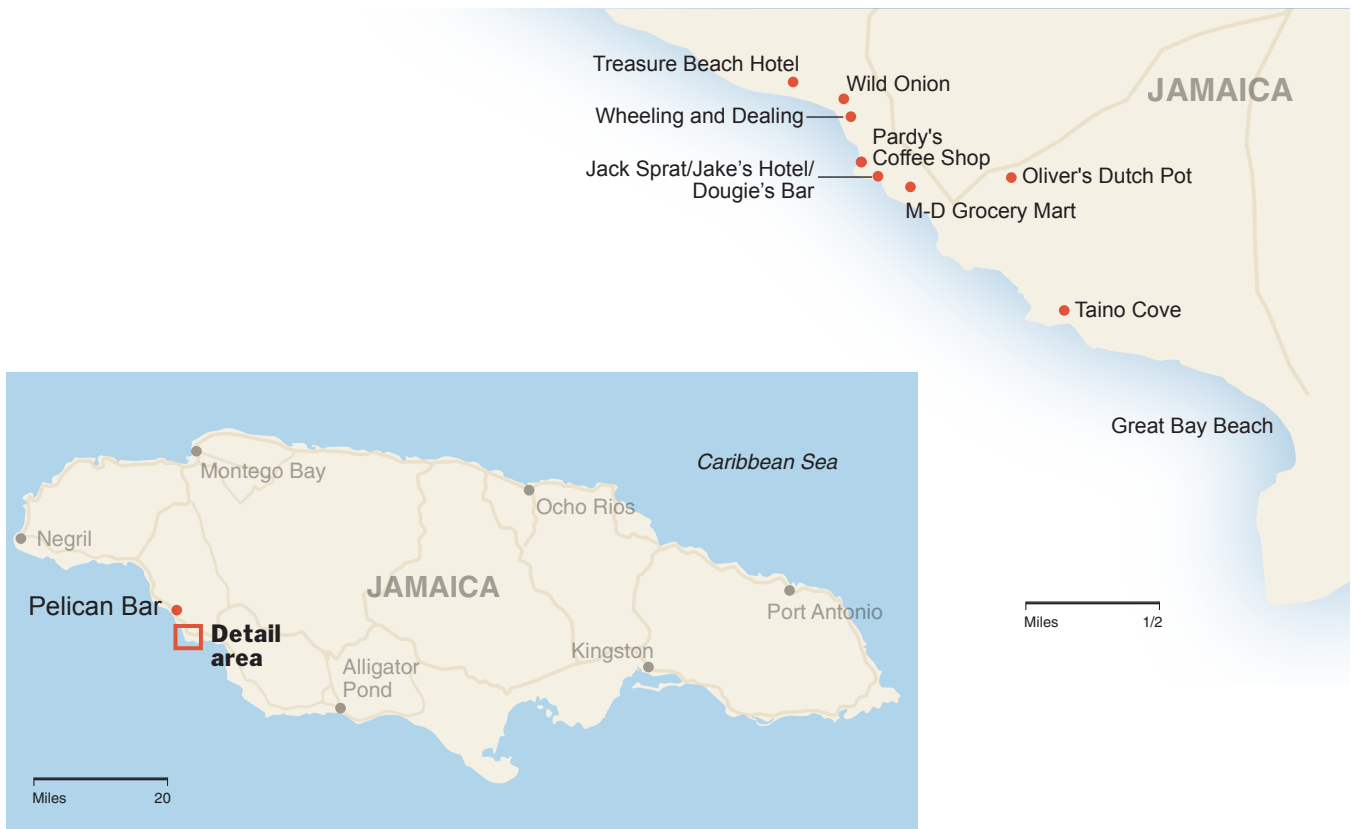 Treasure Beach Hotel
Wild Onion
JAMAICA
Wheeling and Dealing
Pardy's
Coffee Shop
Jack Sprat/Jake’s Hotel/
Dougie’s Bar
Oliver's Dutch Pot
M-D Grocery Mart
Taino Cove
Great Bay Beach
Miles 1/2
Caribbean Sea
Montego Bay
Ocho Rios
Negril
JAMAICA
Pelican Bar
Port Antonio
Detail
area
Kingston
Alligator
Pond
Miles 20